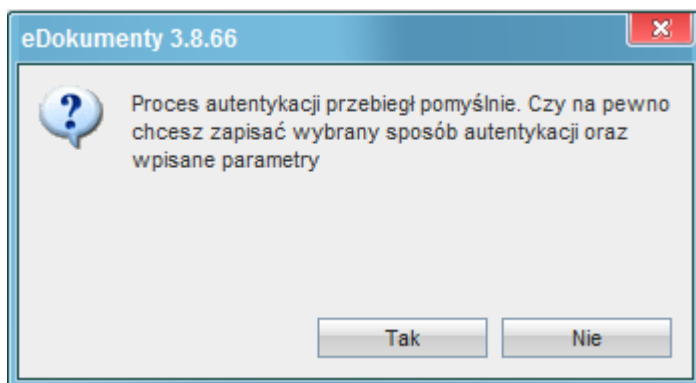 eDokumenty 3.8.66
Proces autentykacji przebiegł pomyślnie. Czy na pewno
chcesz zapisać wybrany sposób autentykacji oraz
wpisane parametry
Tak
Nie